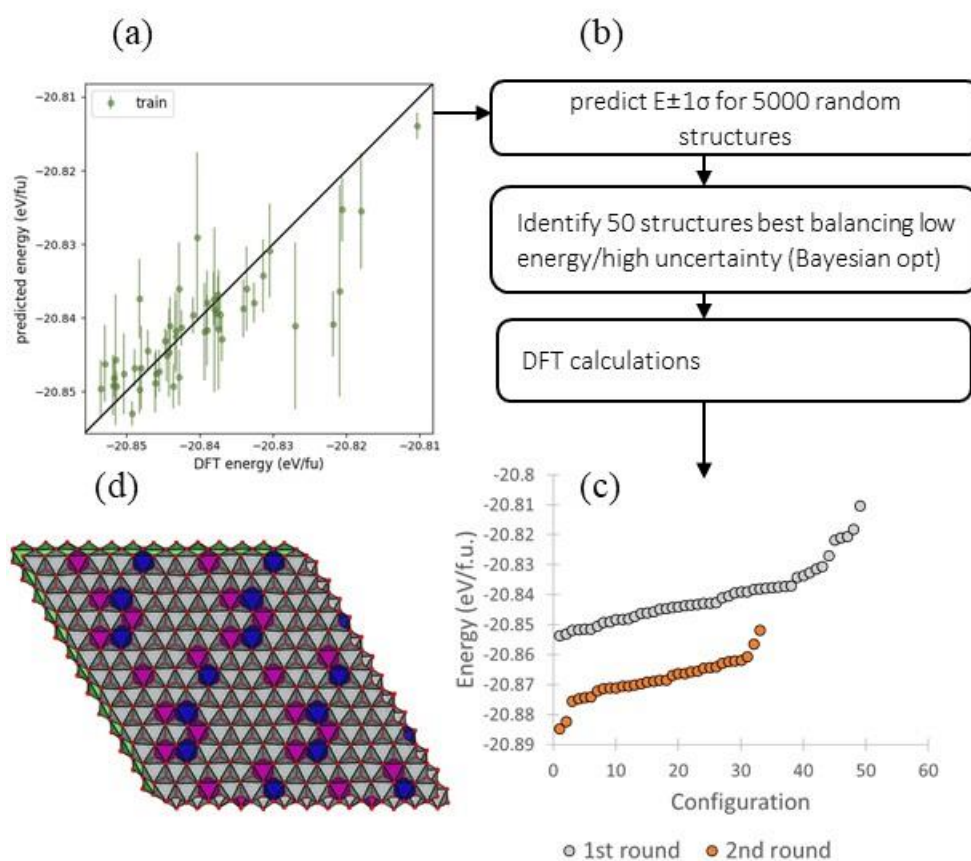 (a)
(b)
train
−20.81
−20.82
−20.83
−20.84
−20.85
predicted energy (eV/fu)
−20.85 −20.84 −20.83 −20.82 −20.81
DFT energy (eV/fu)
predict E±1σ for 5000 random
structures
Identify 50 structures best balancing low
energy/high uncertainty (Bayesian opt)
DFT calculations
(d)
(c)
-20.8
-20.81
-20.82
-20.83
-20.84
-20.85
-20.86
-20.87
-20.88
-20.89
Energy (eV/f.u.)
0 10 20 30 40 50 60
Configuration
1st round 2nd round